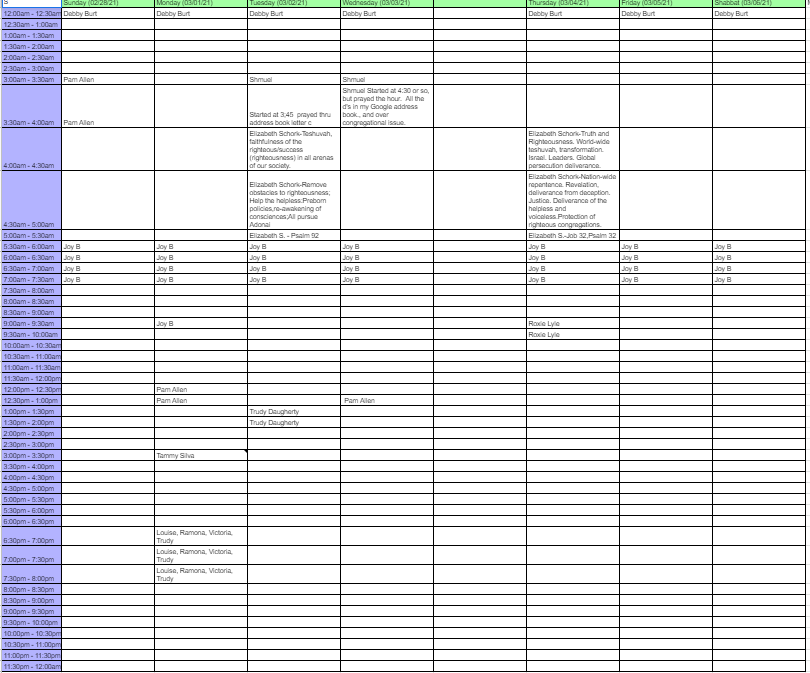 S Sunday (02/28/21) Monday (03/01/21) Tuesday (03/02/21) Wednesday (03/03/21) Thursday (03/04/21) Friday (03/05/21) Shabbat (03/06/21)
12:00am - 12:30am Debby Burt Debby Burt Debby Burt Debby Burt Debby Burt Debby Burt Debby Burt
12:30am - 1:00am
1:00am - 1:30am
1:30am - 2:00am
2:00am - 2:30am
2:30am - 3:00am
3:00am - 3:30am Pam Allen Shmuel Shmuel
3:30am - 4:00am Pam Allen
Started at 3;45 prayed thru
address book letter c
Shmuel Started at 4:30 or so,
but prayed the hour. All the
d's in my Google address
book., and over
congregational issue.
4:00am - 4:30am
Elizabeth Schork-Teshuvah,
faithfulness of the
righteous/success
(righteousness) in all arenas
of our society.
Elizabeth Schork-Truth and
Righteousness. World-wide
teshuvah, transformation.
Israel. Leaders. Global
persecution deliverance.
4:30am - 5:00am
Elizabeth Schork-Remove
obstacles to righteousness;
Help the helpless:Preborn
policies,re-awakening of
consciences;All pursue
Adonai
Elizabeth Schork-Nation-wide
repentence. Revelation,
deliverance from deception.
Justice. Deliverance of the
helpless and
voiceless.Protection of
righteous congregations.
5:00am - 5:30am Elizabeth S. - Psalm 92 Elizabeth S.-Job 32,Psalm 32
5:30am - 6:00am Joy B Joy B Joy B Joy B Joy B Joy B Joy B
6:00am - 6:30am Joy B Joy B Joy B Joy B Joy B Joy B Joy B
6:30am - 7:00am Joy B Joy B Joy B Joy B Joy B Joy B Joy B
7:00am - 7:30am Joy B Joy B Joy B Joy B Joy B Joy B Joy B
7:30am - 8:00am
8:00am - 8:30am
8:30am - 9:00am
9:00am - 9:30am Joy B Roxie Lyle
9:30am - 10:00am Roxie Lyle
10:00am - 10:30am
10:30am - 11:00am
11:00am - 11:30am
11:30am - 12:00pm
12:00pm - 12:30pm Pam Allen
12:30pm - 1:00pm Pam Allen Pam Allen
1:00pm - 1:30pm Trudy Daugherty
1:30pm - 2:00pm Trudy Daugherty
2:00pm - 2:30pm
2:30pm - 3:00pm
3:00pm - 3:30pm Tammy Silva
3:30pm - 4:00pm
4:00pm - 4:30pm
4:30pm - 5:00pm
5:00pm - 5:30pm
5:30pm - 6:00pm
6:00pm - 6:30pm
6:30pm - 7:00pm
Louise, Ramona, Victoria,
Trudy
7:00pm - 7:30pm
Louise, Ramona, Victoria,
Trudy
7:30pm - 8:00pm
Louise, Ramona, Victoria,
Trudy
8:00pm - 8:30pm
8:30pm - 9:00pm
9:00pm - 9:30pm
9:30pm - 10:00pm
10:00pm - 10:30pm
10:30pm - 11:00pm
11:00pm - 11:30pm
11:30pm - 12:00am